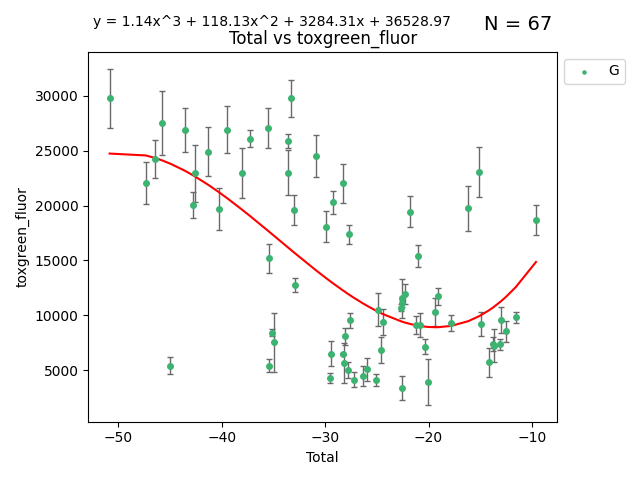 y = 1.14x^3 + 118.13x^2 + 3284.31x + 36528.97
N = 67
Total vs toxgreen_fluor
G
30000
25000
20000
15000
10000
5000
toxgreen_fluor
−50 −40 −30 −20 −10
Total